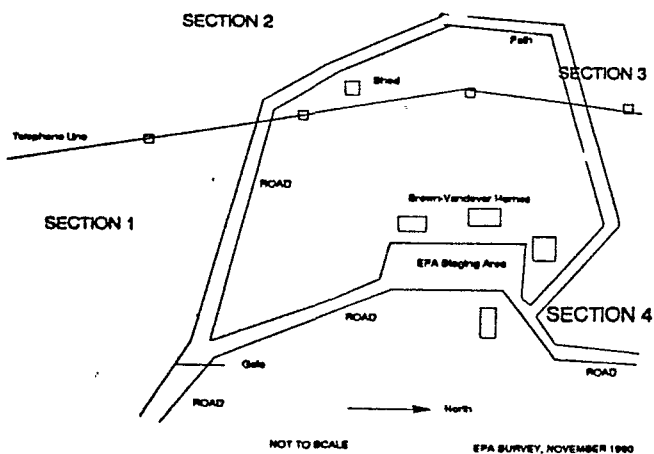 SECTION 2
Path
SECTION 3
Shed
Telephone Line
ROAD
SECTION 1
Brown-Vandever Homes
EPA Staging Area
SECTION 4
ROAD
Gate
ROAD
ROAD
North
NOT TO SCALE
EPA SURVEY, NOVEMBER 1990